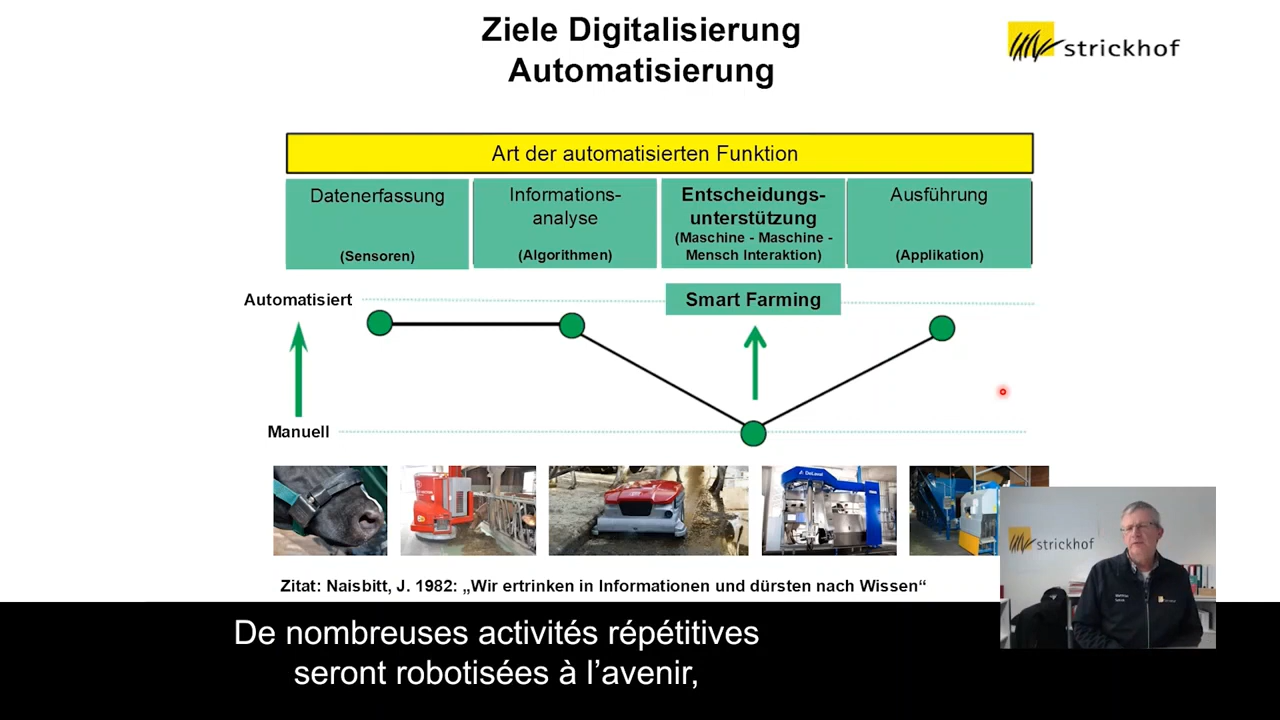 Ziele Digitalisierung
Automatisierung
strickhof
Art der automatisierten Funktion
Datenerfassung
(Sensoren)
Informations-
analyse
(Algorithmen)
Entscheidungs-
unterstützung
(Maschine - Maschine -
Mensch Interaktion)
Ausführung
(Applikation)
Automatisiert
Smart Farming
Manuell
DeLaval
strickhof
Zitat: Naisbitt, J. 1982: „Wir ertrinken in Informationen und dürsten nach Wissen“
De nombreuses activités répétitives
seront robotisées à l’avenir,